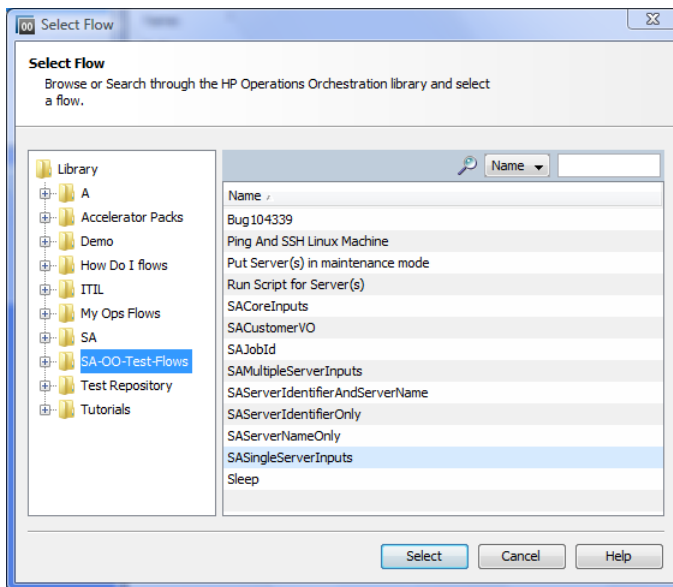 OO Select Flow
Select Flow
Browse or Search through the HP Operations Orchestration library and select
a flow.
Library
A
Accelerator Packs
Demo
How Do I flows
ITIL
My Ops Flows
SA
SA-OO-Test-Flows
Test Repository
Tutorials
Name
Name
Bug104339
Ping And SSH Linux Machine
Put Server(s) in maintenance mode
Run Script for Server(s)
SACoreInputs
SACustomerVO
SAJobId
SAMultipleServerInputs
SAServerIdentifierAndServerName
SAServerIdentifierOnly
SAServerNameOnly
SASingleServerInputs
Sleep
Select
Cancel
Help